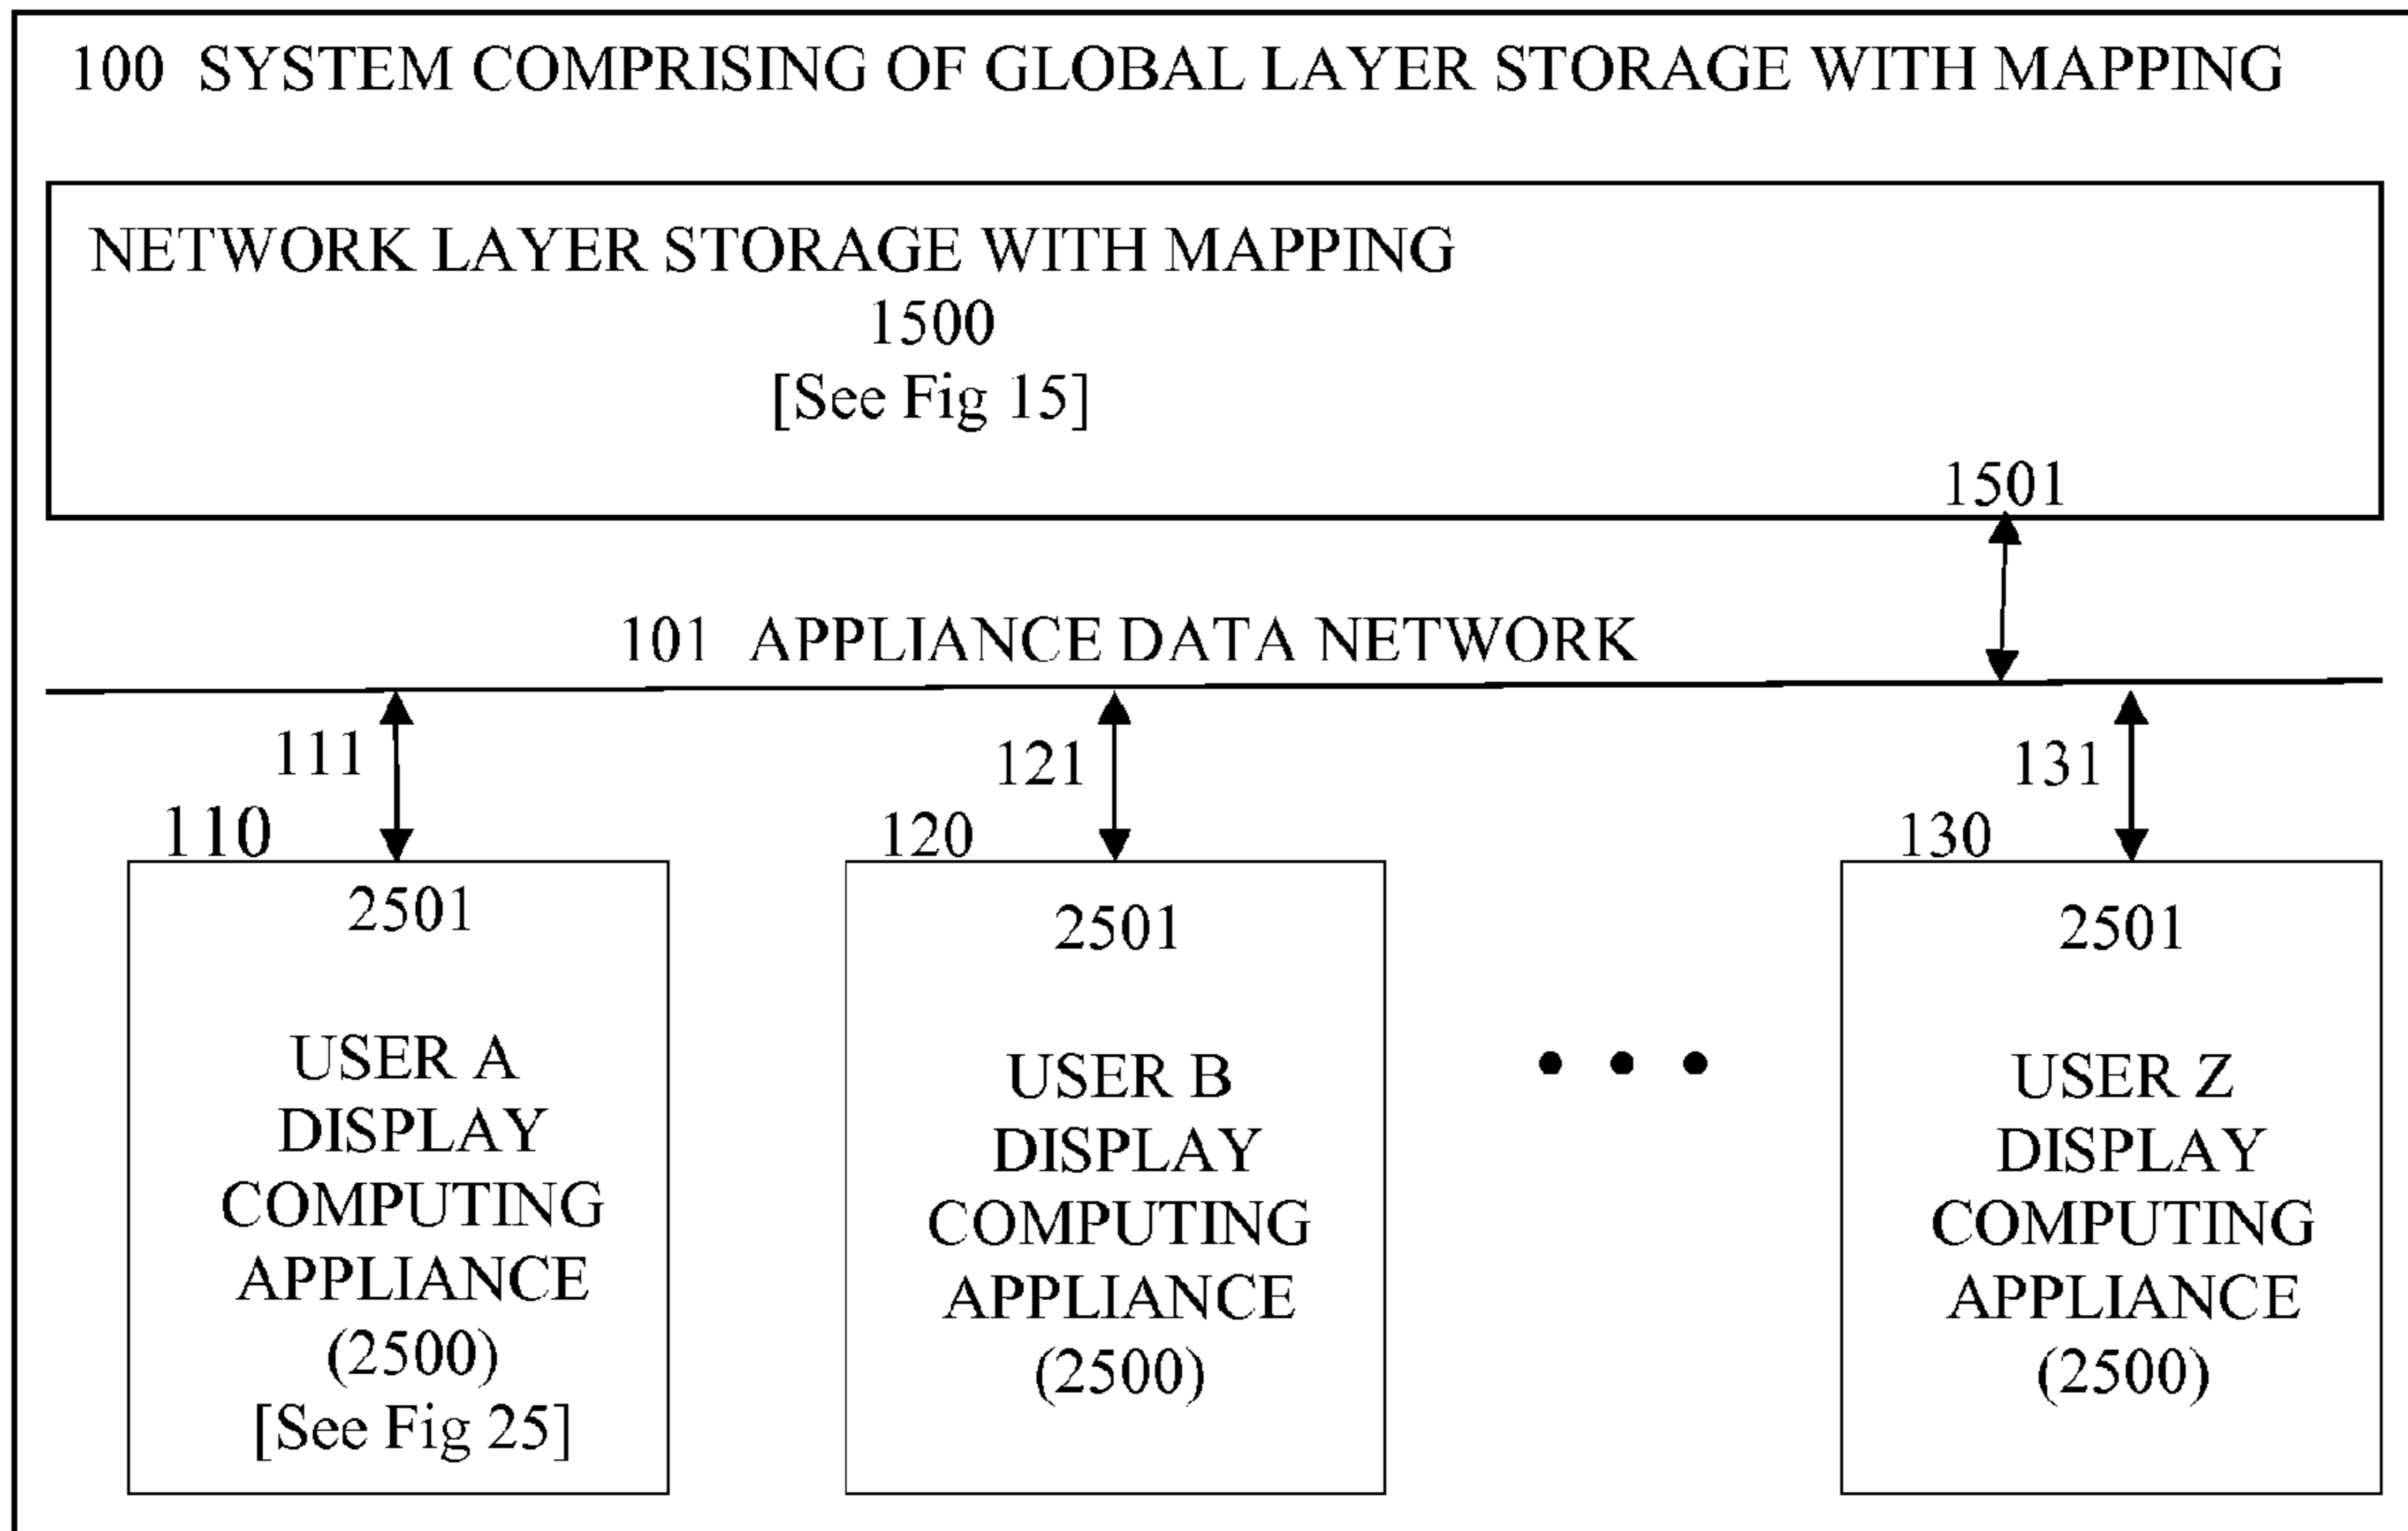 100 SYSTEM COMPRISING OF GLOBAL LAYER STORAGE WITH MAPPING
NETWORK LAYER STORAGE WITH MAPPING
1500
[See Fig 15]
1501
101 APPLIANCE DATA NETWORK
111
121
131
110
120
130
2501
USER A
DISPLAY
COMPUTING
APPLIANCE
(2500)
[See Fig 25]
2501
USER B
DISPLAY
COMPUTING
APPLIANCE
(2500)
2501
USER Z
DISPLAY
COMPUTING
APPLIANCE
(2500)